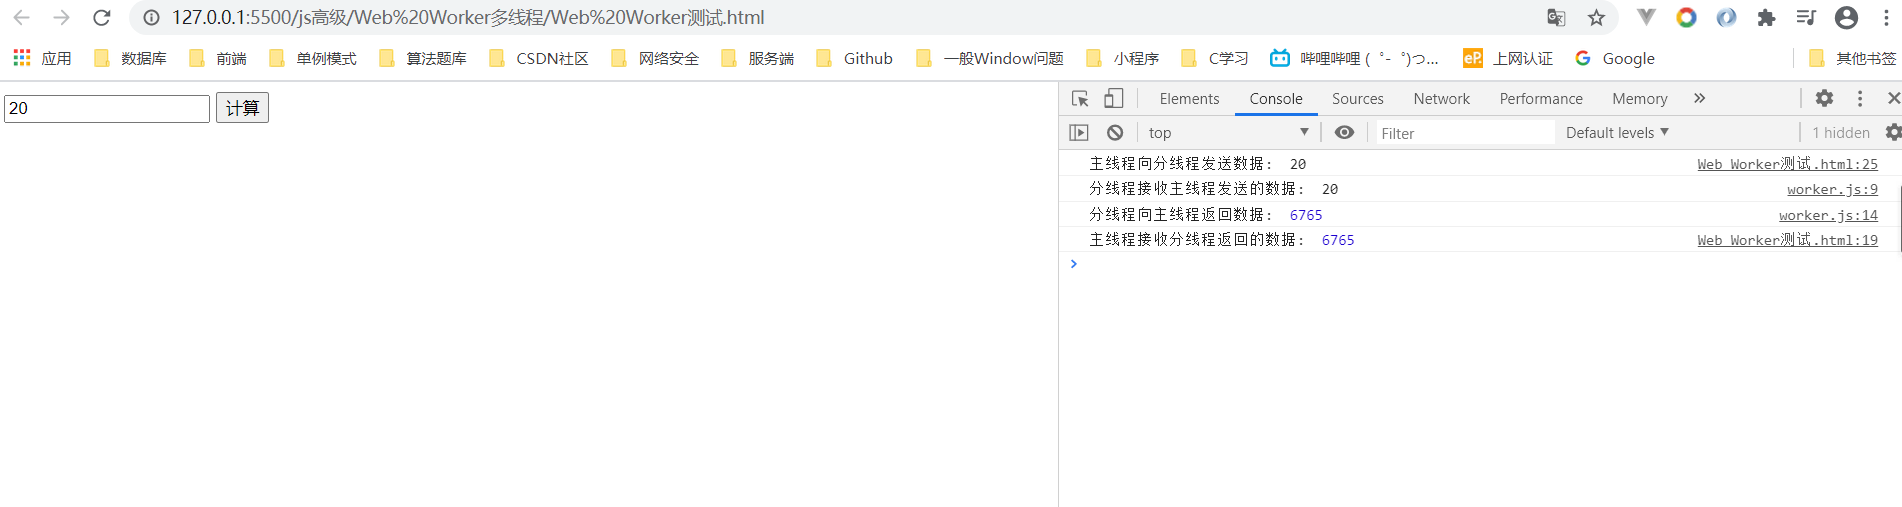 127.0.0.1:5500/js高级/Web%20Worker多线程/Web%20Worker测试.html
应用 数据库 前端 单例模式 算法题库 CSDN社区 网络安全 服务端 Github 一般Window问题 小程序 C学习 哔哩哔哩 ( ゜- ゜)つ... eP. 上网认证 Google 其他书签
20 计算
Elements Console Sources Network Performance Memory »
top Filter Default levels 1 hidden
主线程向分线程发送数据: 20 Web Worker测试.html:25
分线程接收主线程发送的数据: 20 worker.js:9
分线程向主线程返回数据: 6765 worker.js:14
主线程接收分线程返回的数据: 6765 Web Worker测试.html:19